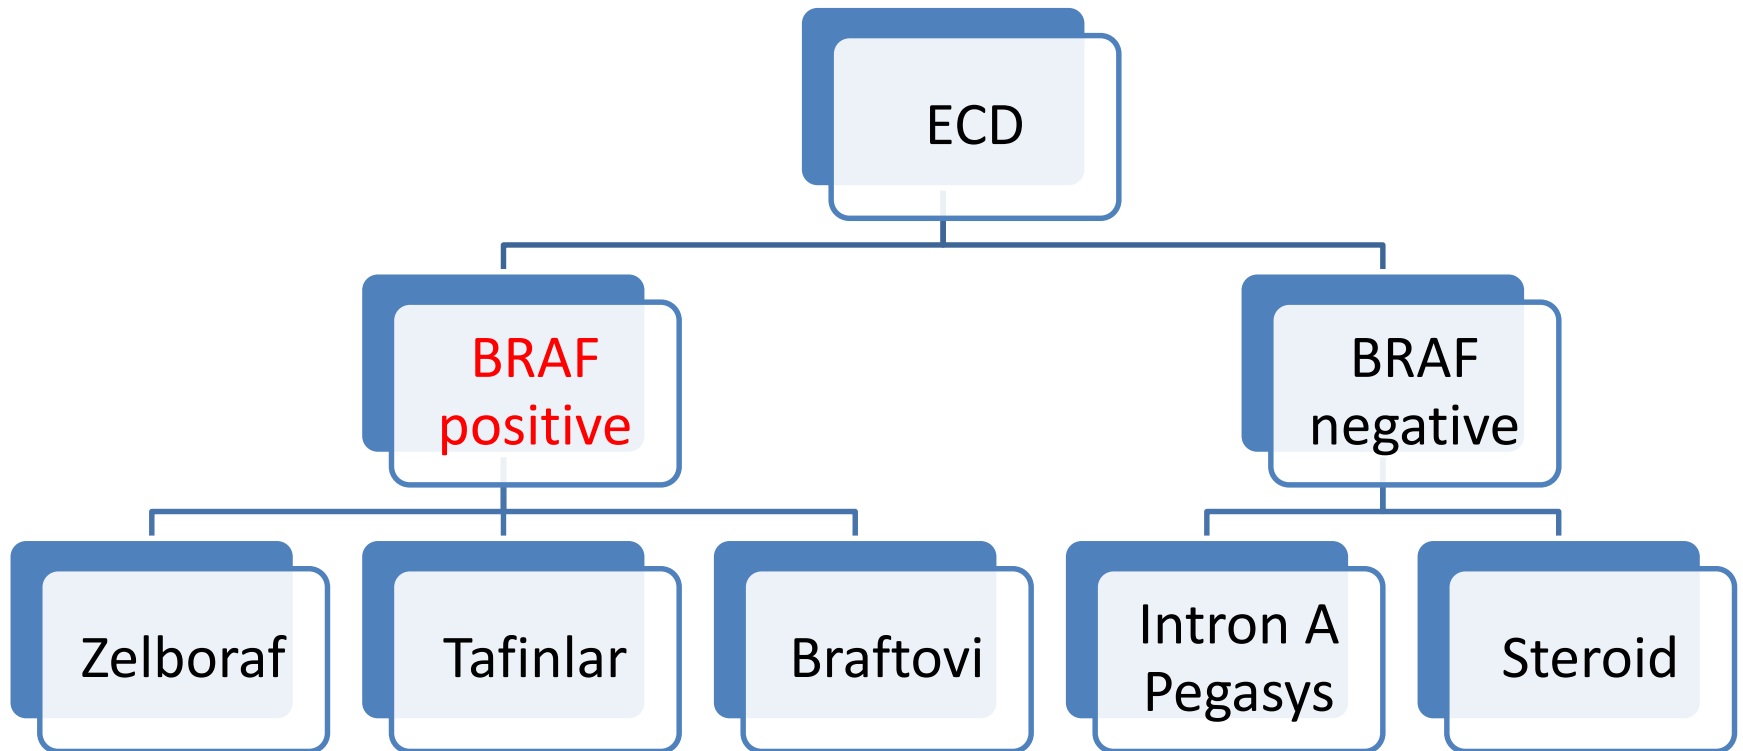 ECD
BRAF
positive
BRAF
negative
Zelboraf
Tafinlar
Braftovi
Intron A
Pegasys
Steroid